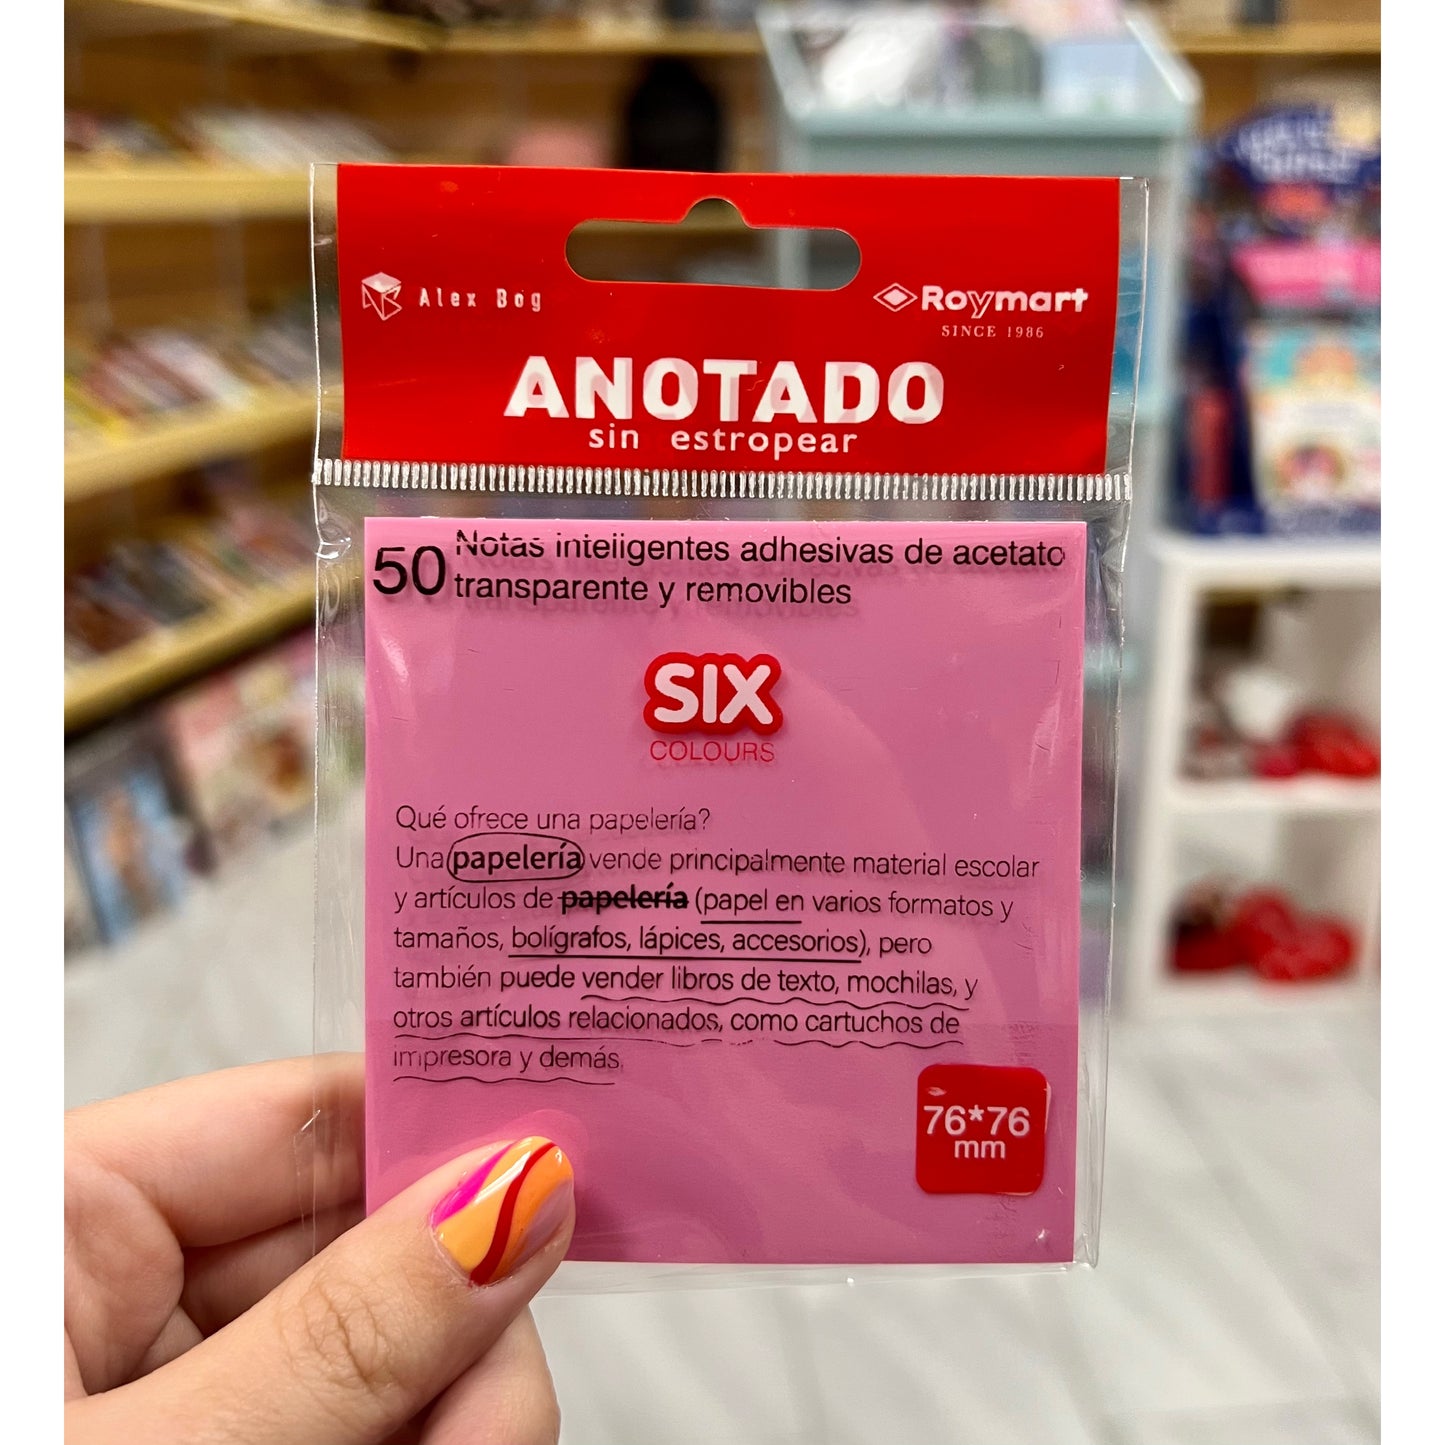 Alex Bog
Roymart
SINCE 1986
ANOTADO
sin estropear
50 Notas inteligentes adhesivas de acetato
transparente y removibles
SIX
COLOURS
Qué ofrece una papelería?
Una papelería vende principalmente material escolar
y artículos de papelería (papel en varios formatos y
tamaños, bolígrafos, lápices, accesorios), pero
también puede vender libros de texto, mochilas, y
otros artículos relacionados, como cartuchos de
impresora y demás.
76*76
mm